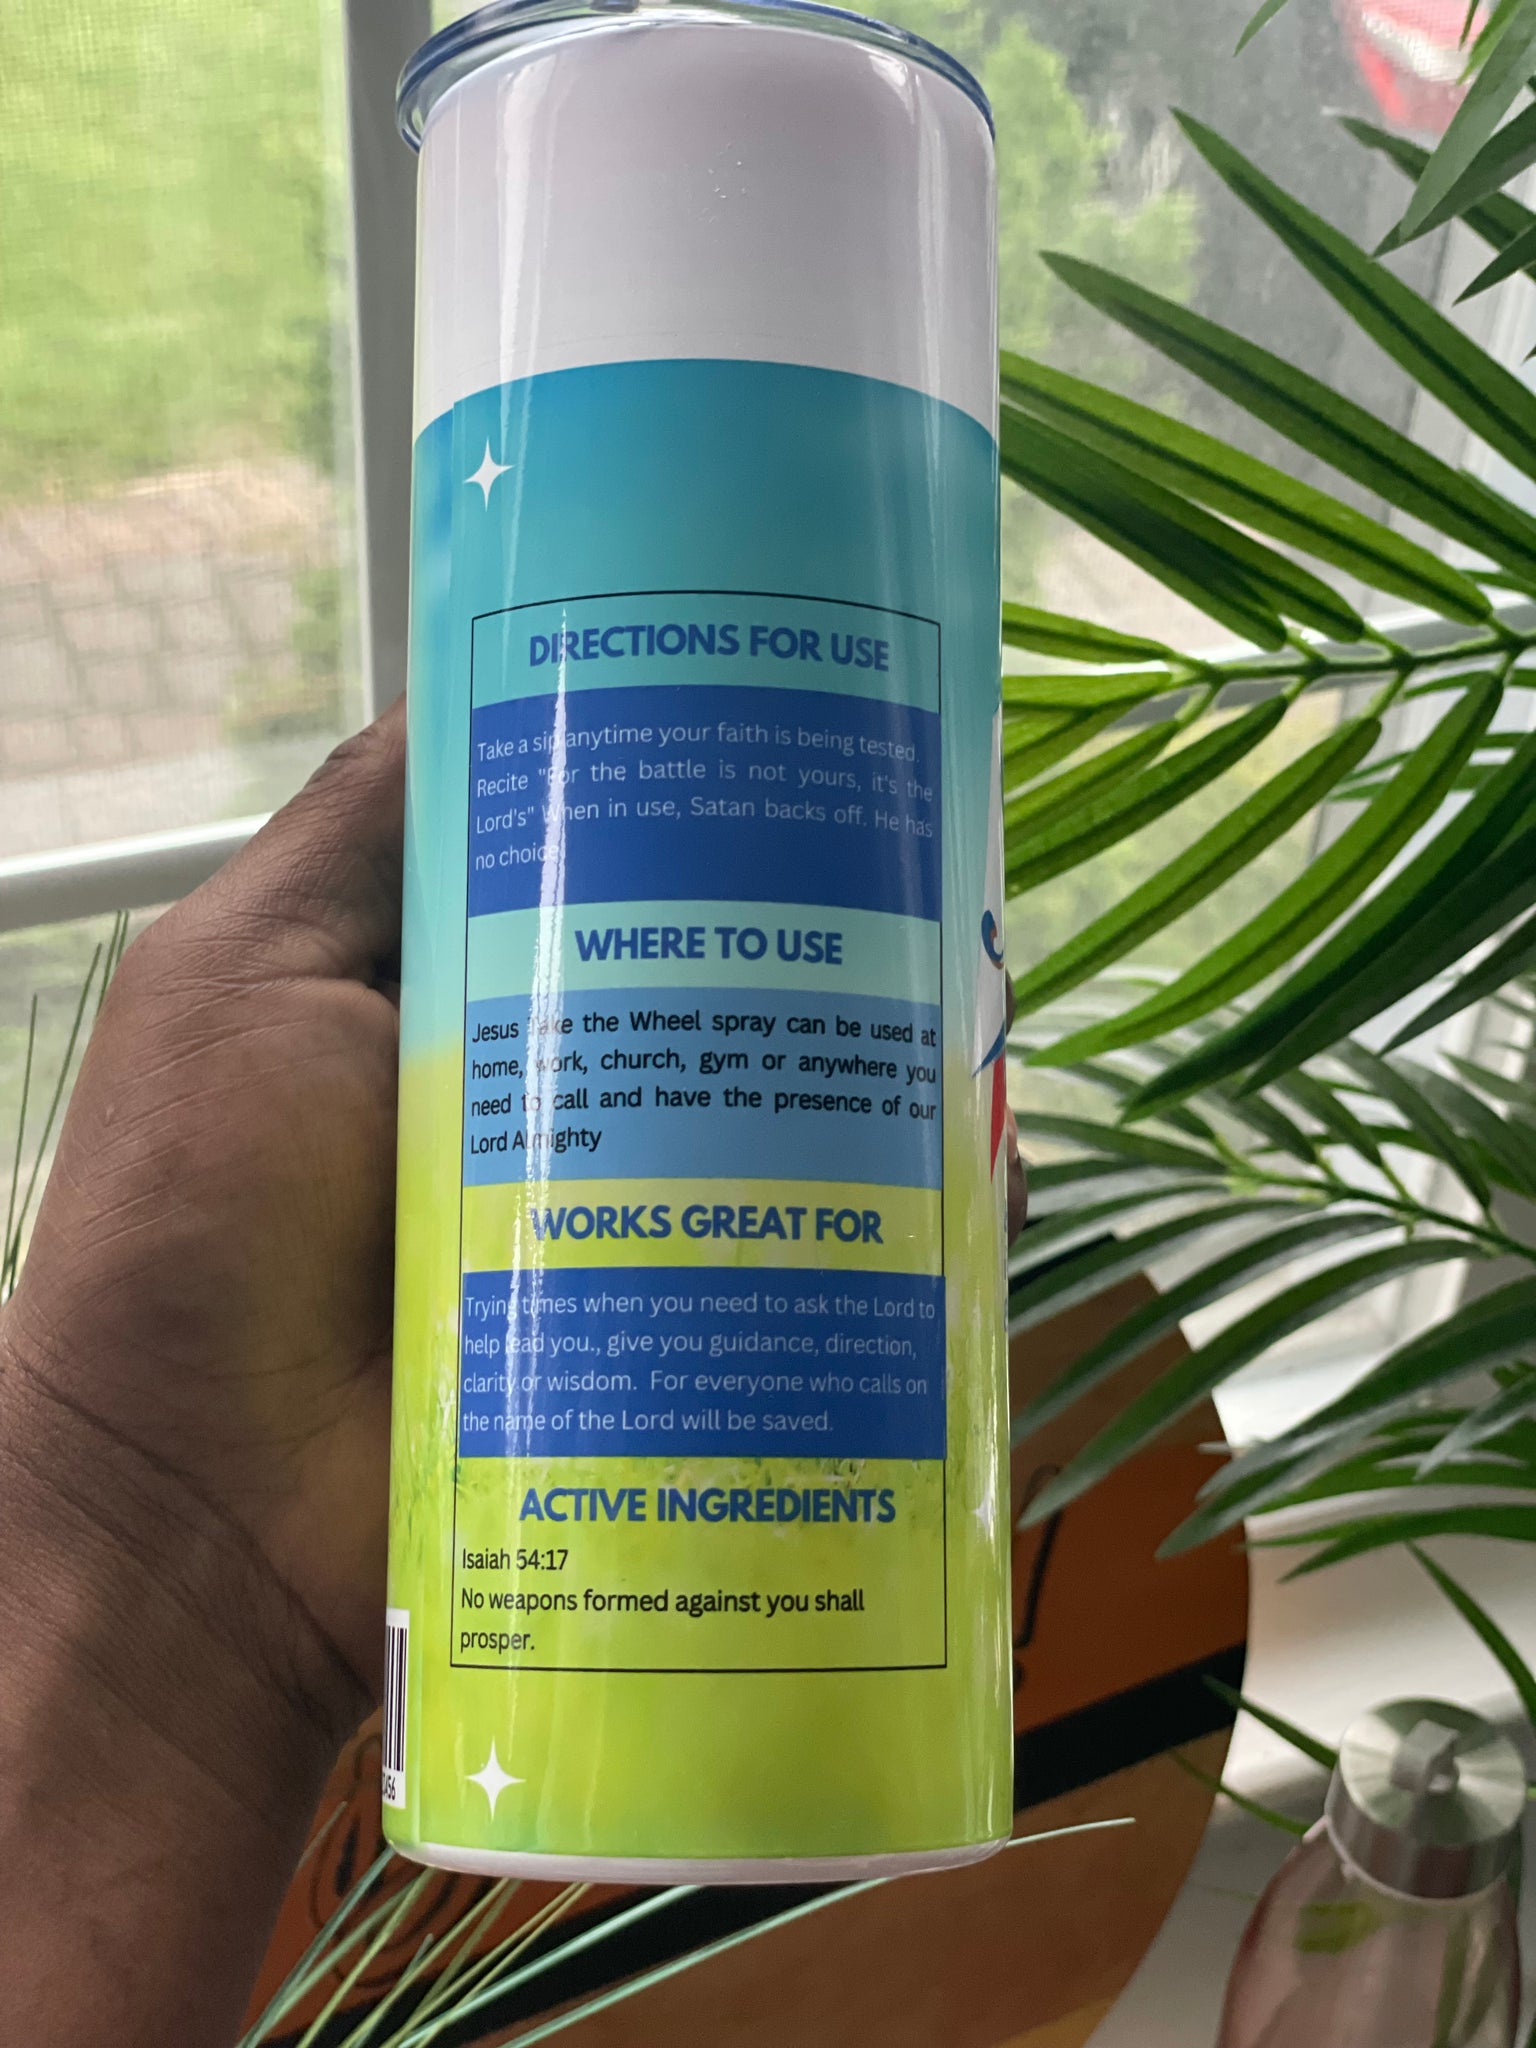 DIRECTIONS FOR USE
Take a sip anytime your faith is being tested.
Recite "For the battle is not yours, it's the
Lord's" When in use, Satan backs off. He has
no choice
WHERE TO USE
Jesus Take the Wheel spray can be used at
home, work, church, gym or anywhere you
need to call and have the presence of our
Lord Almighty
WORKS GREAT FOR
Trying times when you need to ask the Lord to
help lead you., give you guidance, direction,
clarity or wisdom. For everyone who calls on
the name of the Lord will be saved.
ACTIVE INGREDIENTS
Isaiah 54:17
No weapons formed against you shall
prosper.